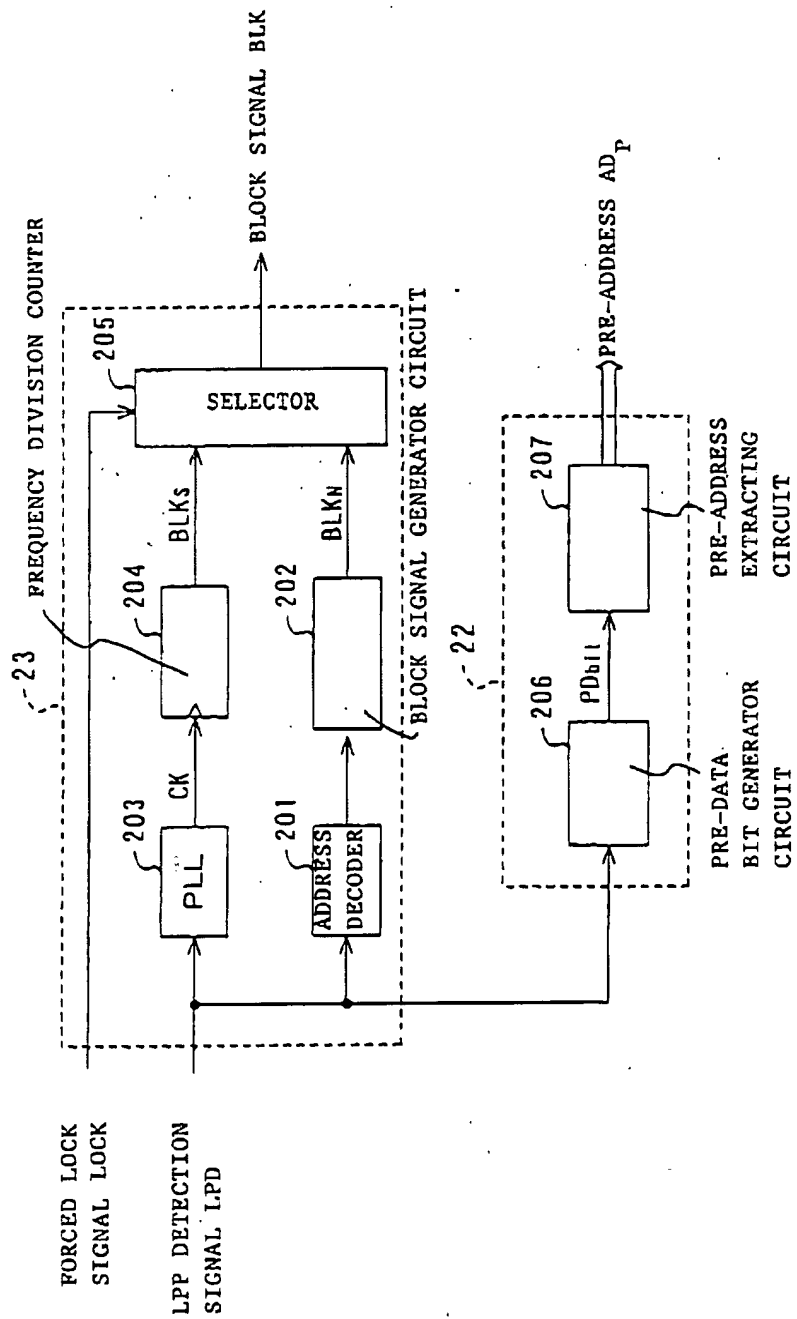 FORCED LOCK
SIGNAL LOCK
LPP DETECTION
SIGNAL LPD
23
FREQUENCY DIVISION COUNTER
203
PLL
CK
204
BLKS
205
SELECTOR
BLOCK SIGNAL BLK
201
ADDRESS
DECODER
202
BLKN
BLOCK SIGNAL GENERATOR CIRCUIT
22
206
PDbit
207
PRE-ADDRESS ADP
PRE-DATA
BIT GENERATOR
CIRCUIT
PRE-ADDRESS
EXTRACTING
CIRCUIT